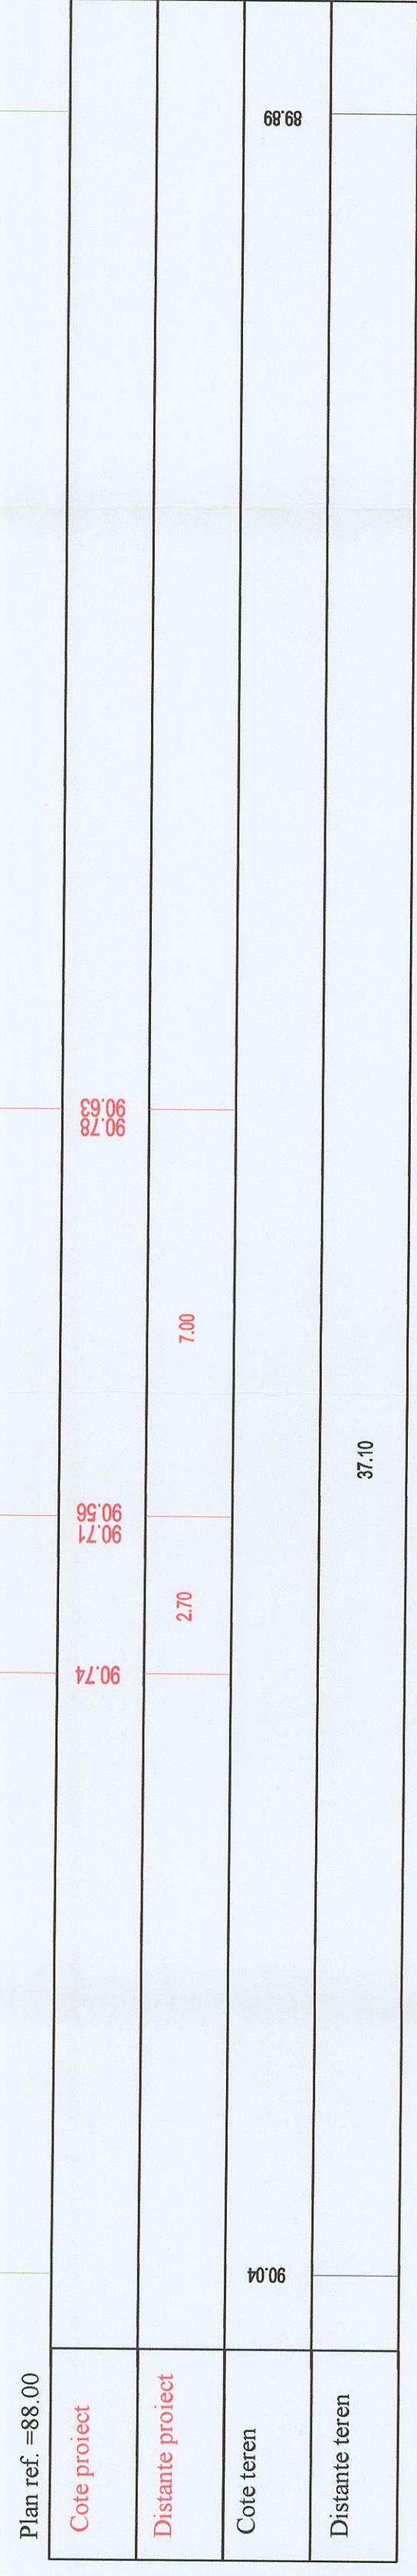 Plan ref. =88.00
Cote proiect
90.74
90.71
90.56
90.78
90.63
Distante proiect
2.70
7.00
Cote teren
90.04
89.89
Distante teren
37.10